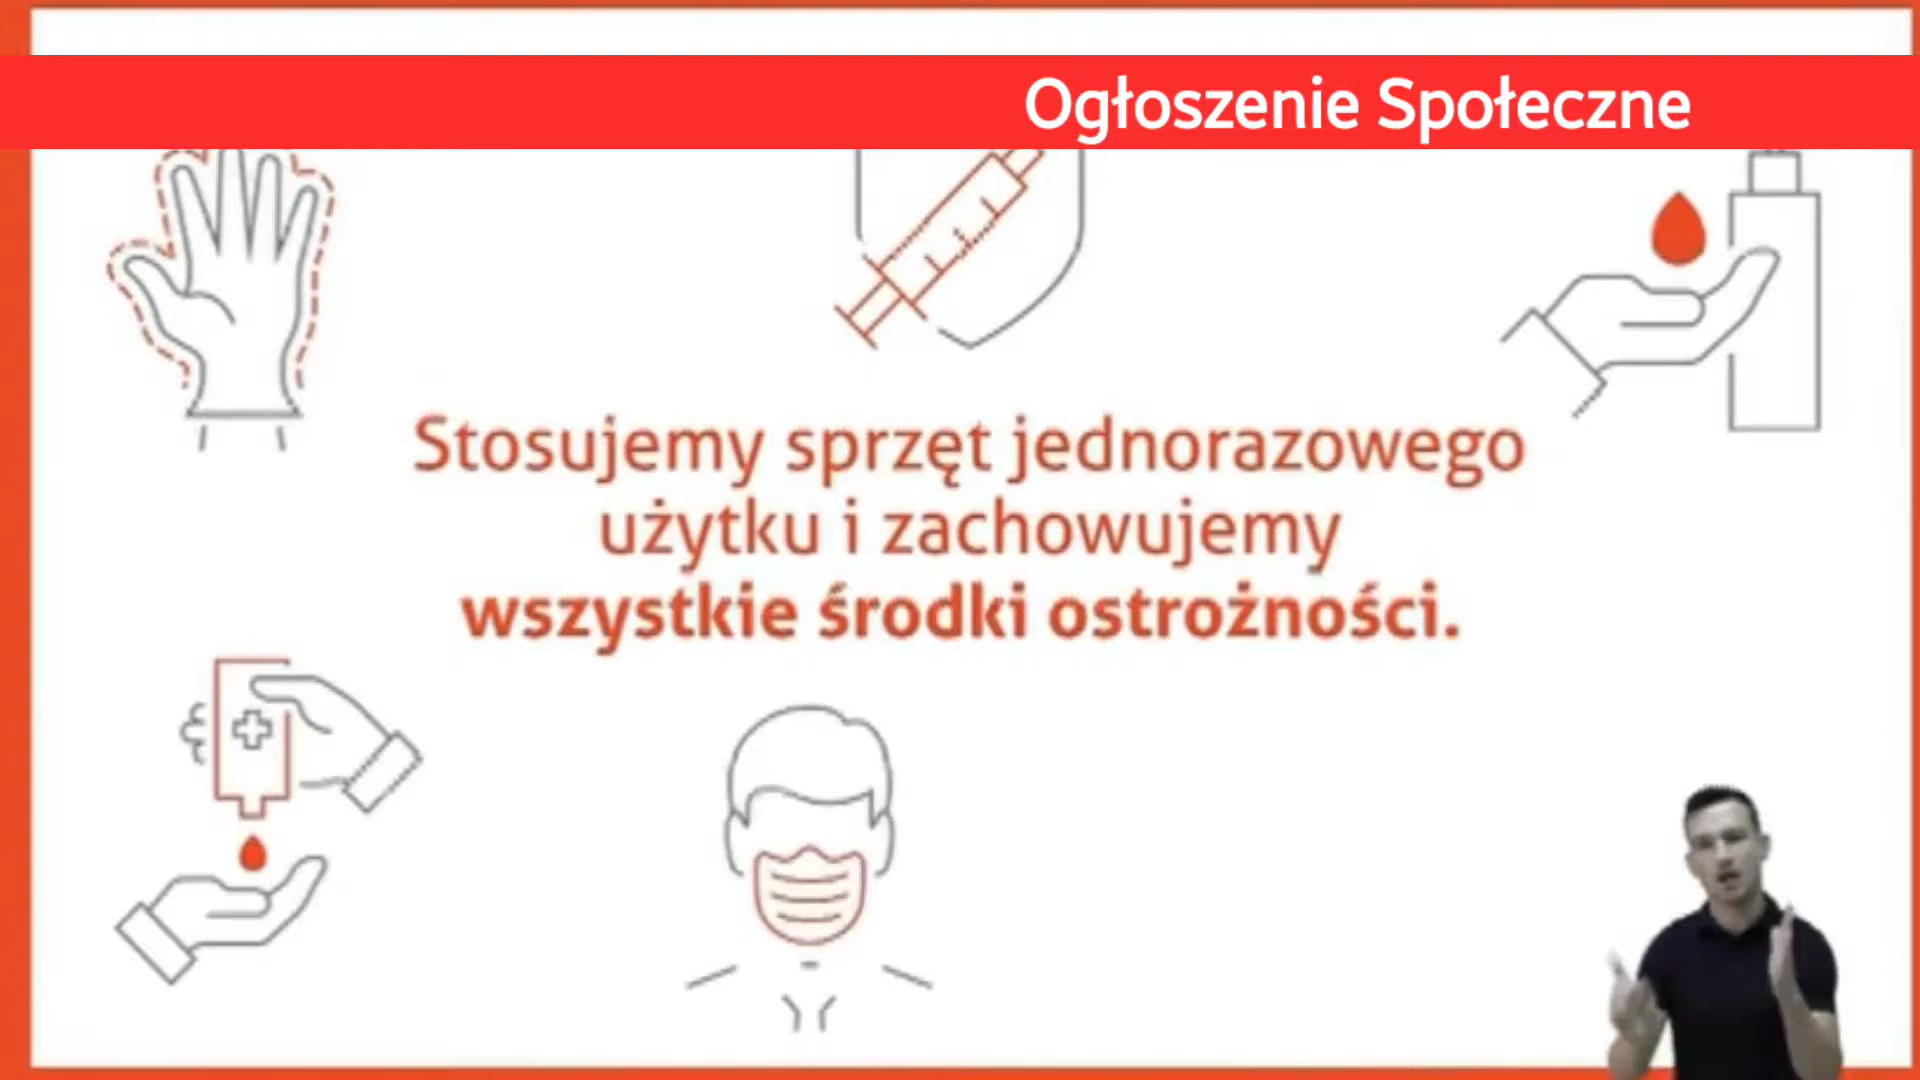 Ogłoszenie Społeczne
Stosujemy sprzęt jednorazowego
użytku i zachowujemy
wszystkie środki ostrożności.